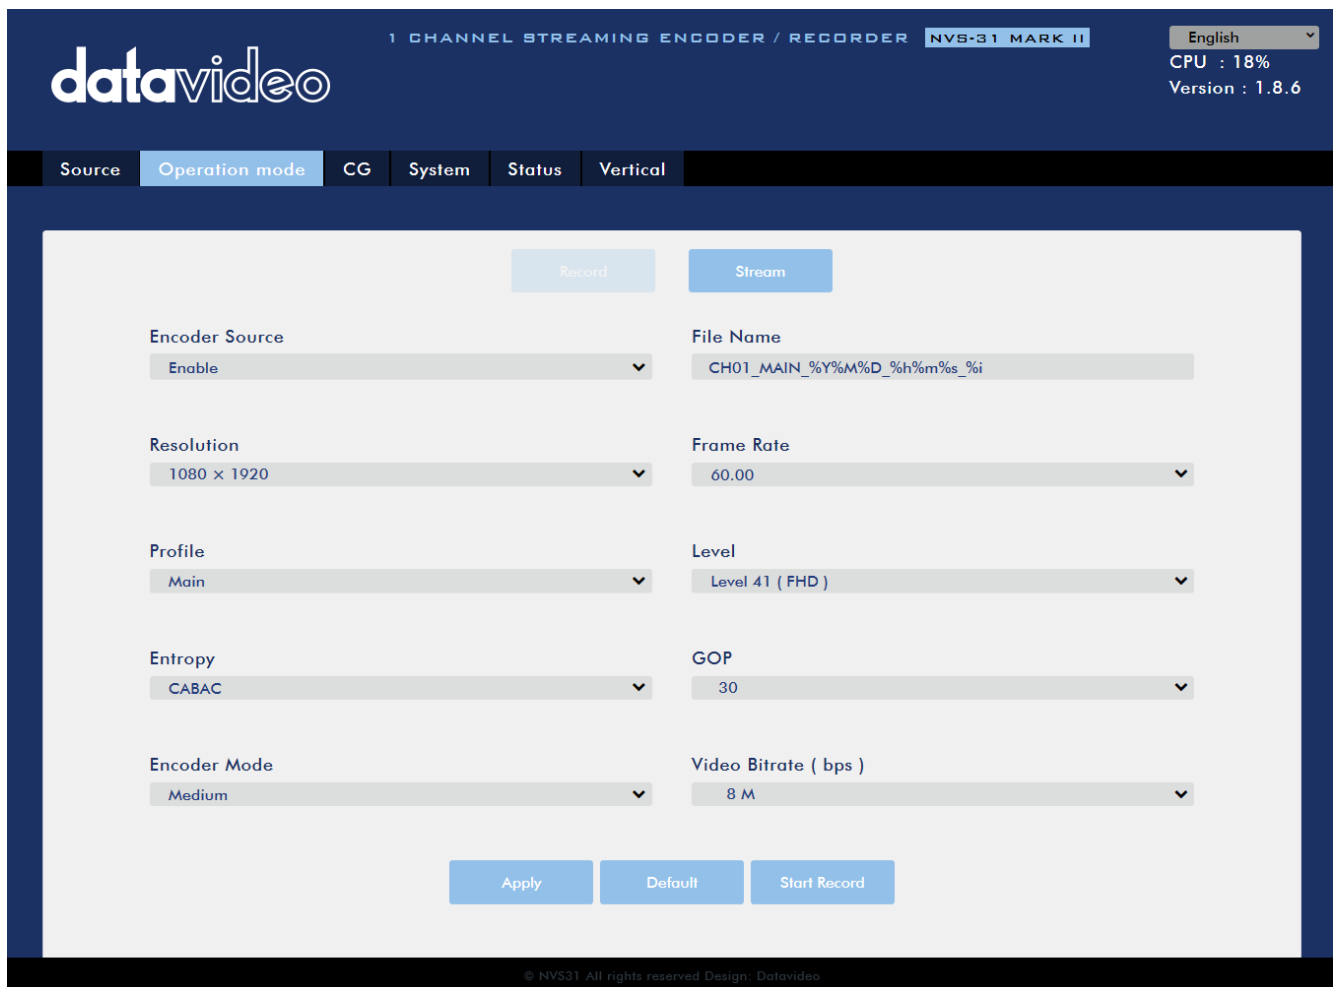 1 CHANNEL STREAMING ENCODER / RECORDER NVS-31 MARK II
English
datavideo
CPU : 18%
Version : 1.8.6
Source Operation mode CG System Status Vertical
Record Stream
Encoder Source File Name
Enable CH01_MAIN_%Y%M%D_%h%m%s_%i
Resolution Frame Rate
1080 × 1920 60.00
Profile Level
Main Level 41 ( FHD )
Entropy GOP
CABAC 30
Encoder Mode Video Bitrate ( bps )
Medium 8 M
Apply Default Start Record
© NVS31 All rights reserved Design: Datavideo